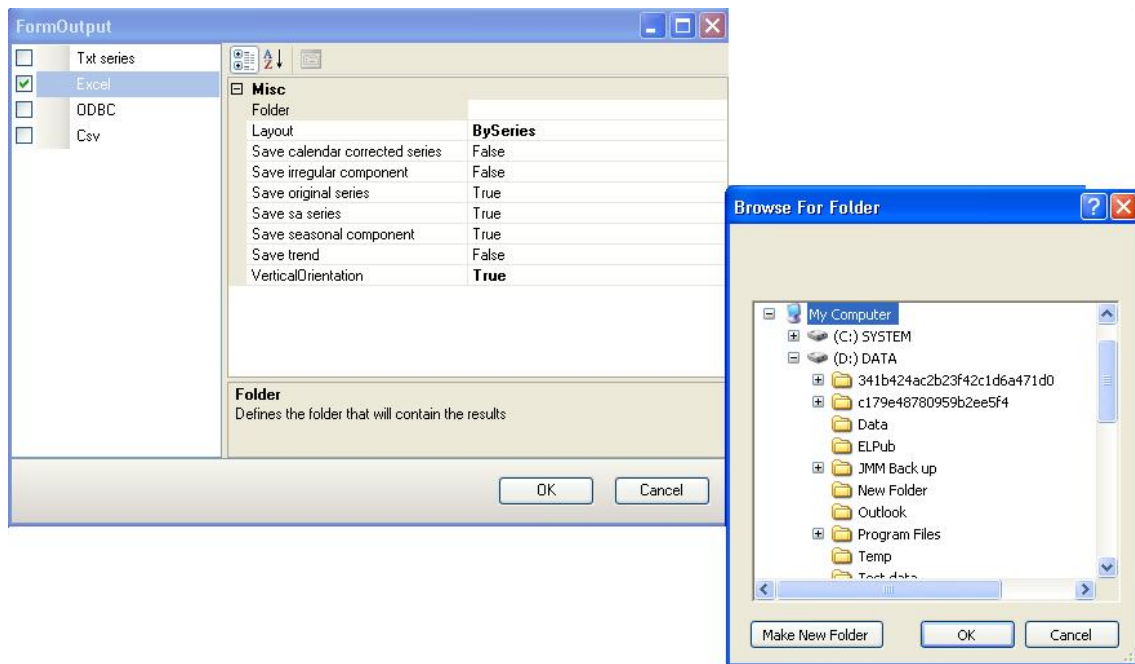 FormOutput
Txt series
Excel
ODBC
Csv
Misc
Folder
Layout BySeries
Save calendar corrected series False
Save irregular component False
Save original series True
Save sa series True
Save seasonal component True
Save trend False
VerticalOrientation True
Folder
Defines the folder that will contain the results
OK Cancel
Browse For Folder
My Computer
(C:) SYSTEM
(D:) DATA
341b424ac2b23f42c1d6a471d0
c179e48780959b2ee5f4
Data
ELPub
JMM Back up
New Folder
Outlook
Program Files
Temp
Test data
Make New Folder OK Cancel